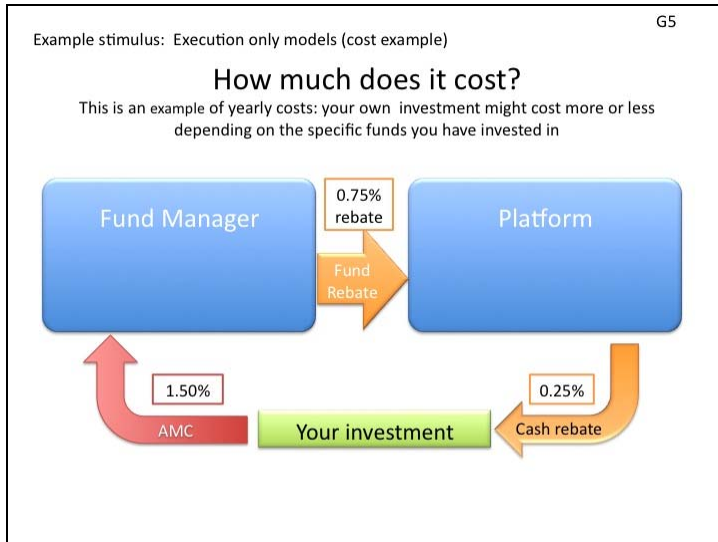 G5
Example stimulus:  Execution only models (cost example)
How much does it cost?
This is an example of yearly costs: your own  investment might cost more or less
depending on the specific funds you have invested in
Fund Manager
0.75%
rebate
Platform
Fund
Rebate
1.50%
0.25%
AMC
Your investment
Cash rebate